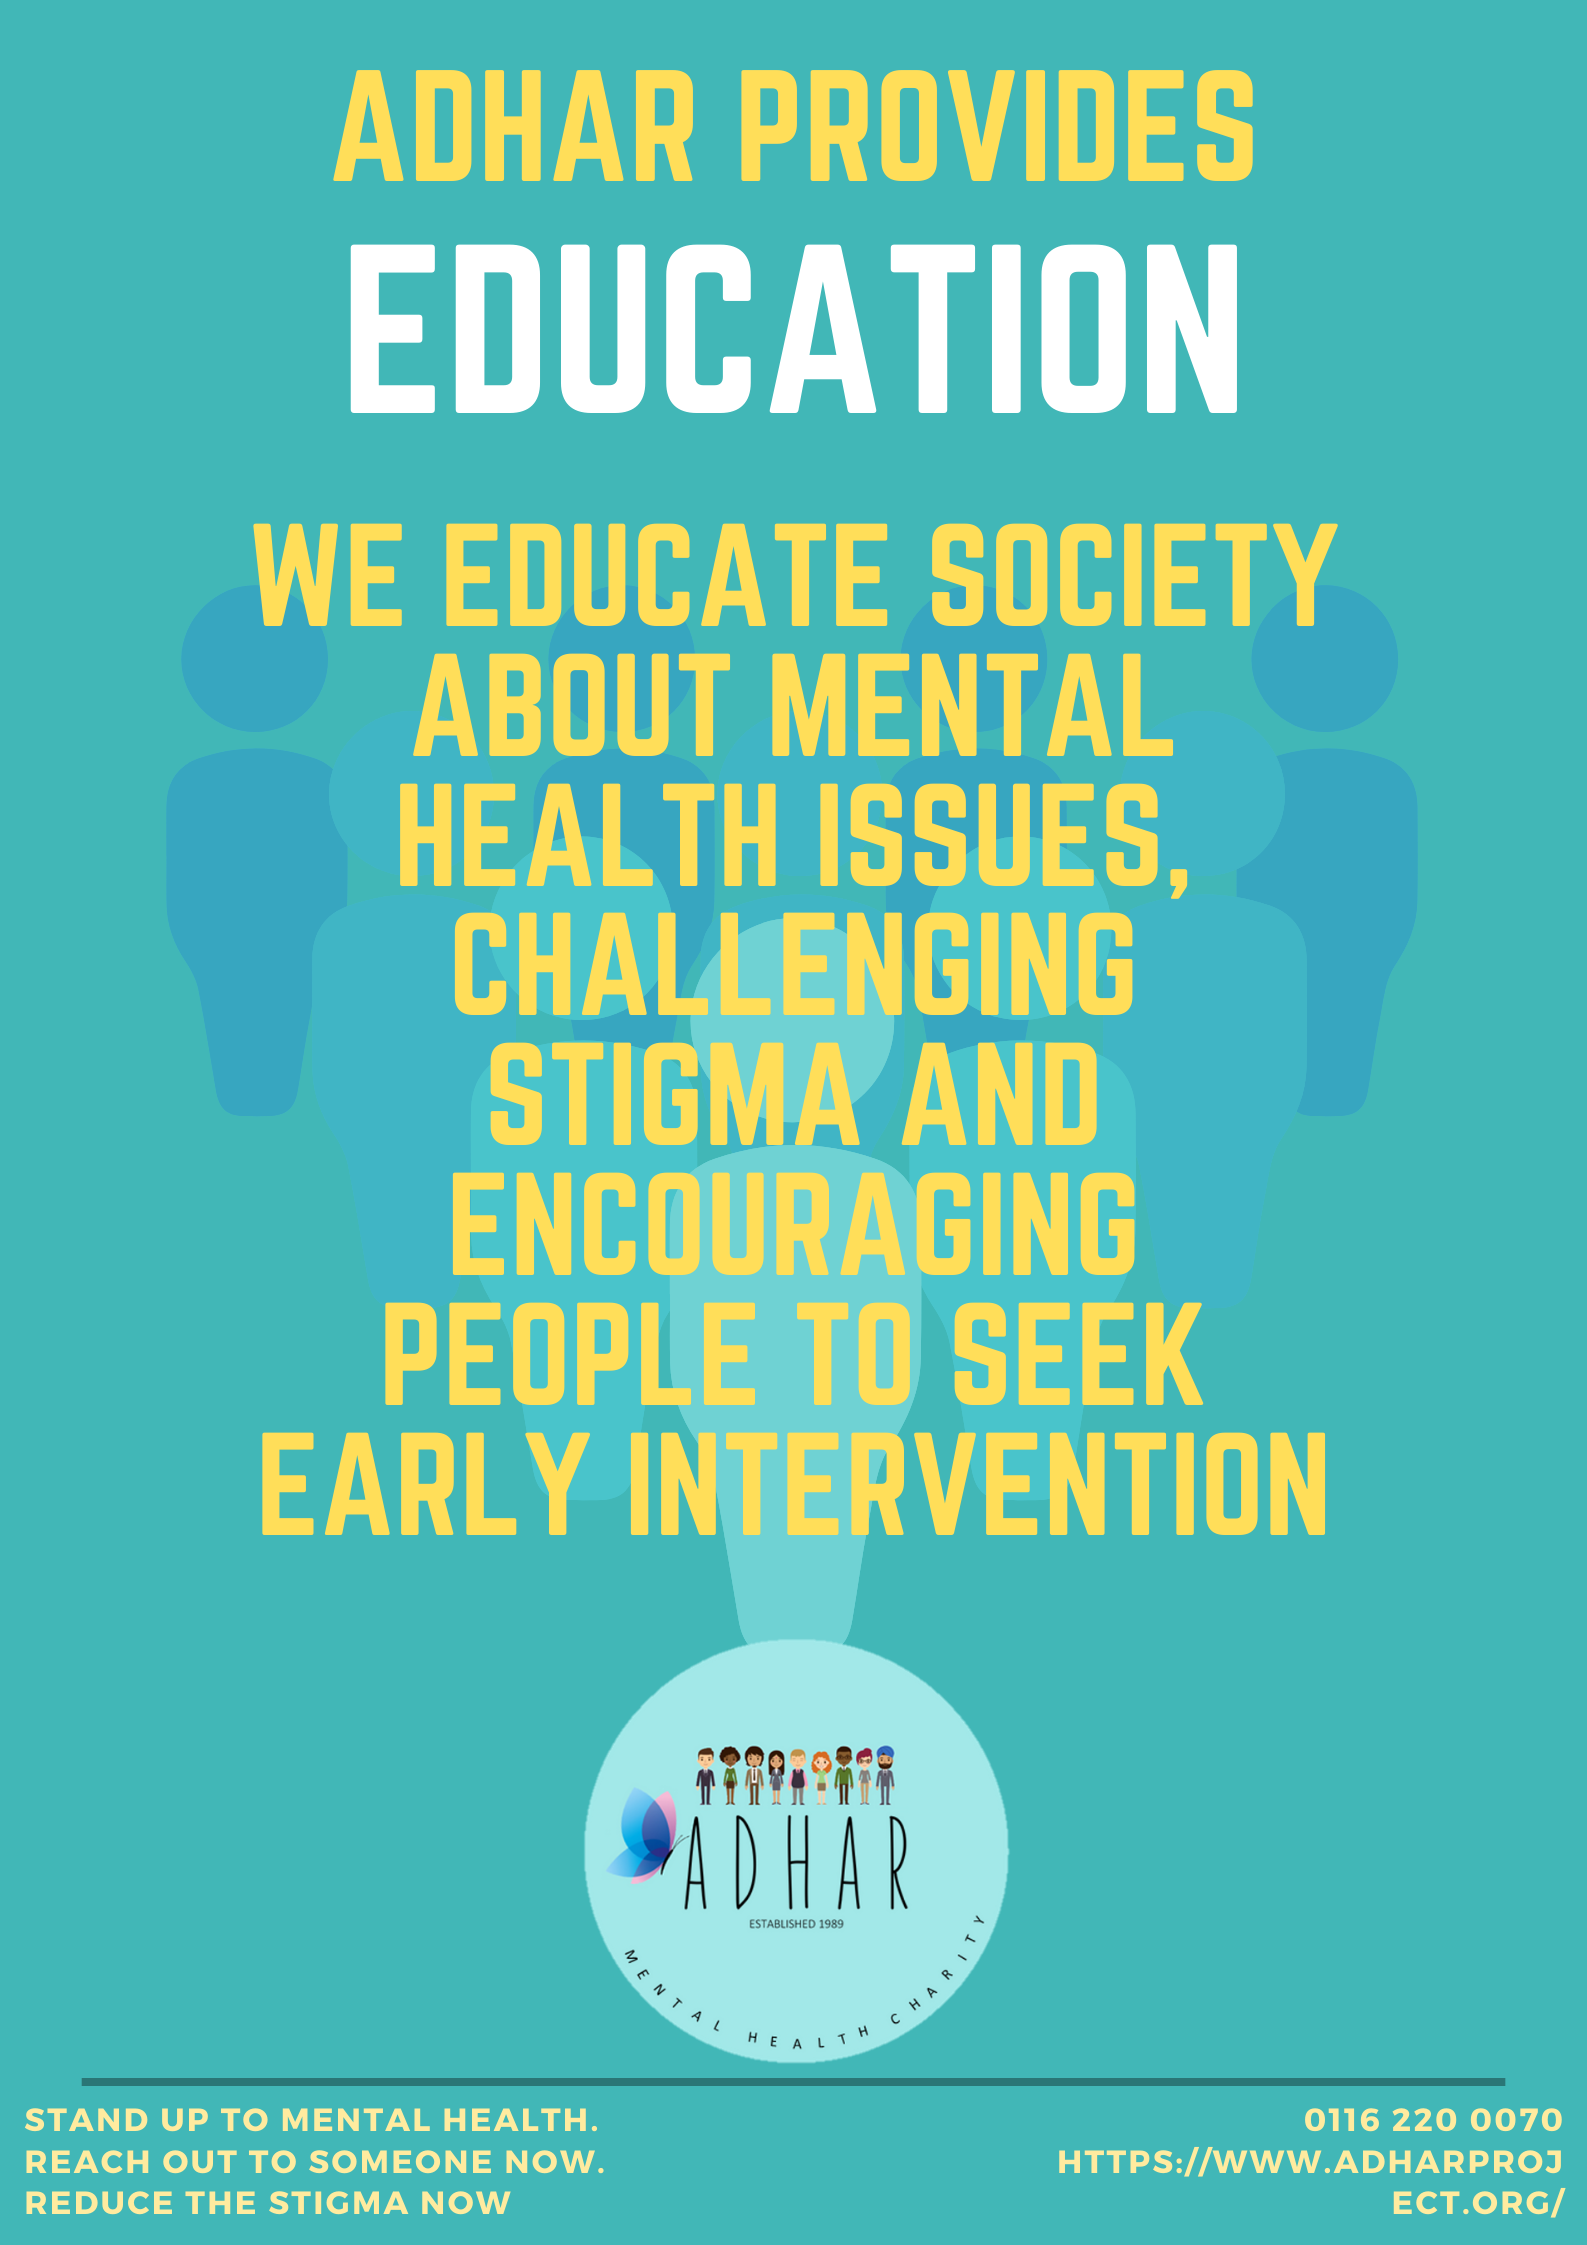 ADHAR PROVIDES
EDUCATION
WE EDUCATE SOCIETY
ABOUT MENTAL
HEALTH ISSUES,
CHALLENGING
STIGMA AND
ENCOURAGING
PEOPLE TO SEEK
EARLY INTERVENTION
ADHAR
ESTABLISHED 1989
MENTAL HEALTH CHARITY
STAND UP TO MENTAL HEALTH.
REACH OUT TO SOMEONE NOW.
REDUCE THE STIGMA NOW
0116 220 0070
HTTPS://WWW.ADHARPROJ
ECT.ORG/